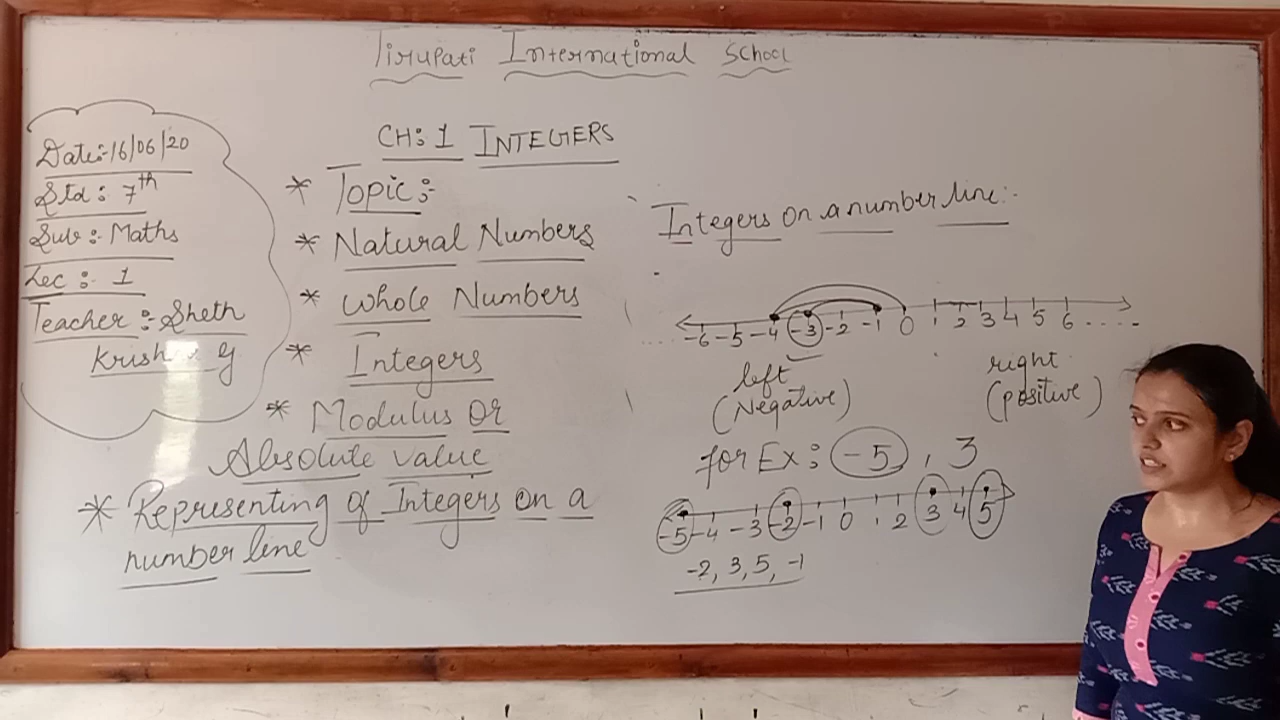 Tirupati International School
Date:-16/06/20
Std : 7th
Sub :- Maths
Lec :- 1
Teacher :- Sheth
CH: 1 INTEGERS
* Topic:-
* Natural Numbers
* Whole Numbers
* Integers
* Modulus or
Absolute value
* Representing of Integers on a
number line
Integers on a number line:-
.... -6 -5 -4 -3 -2 -1 0 1 2 3 4 5 6 .....
left
(Negative)
right
(positive)
for Ex: -5 , 3
-5 -4 -3 -2 -1 0 1 2 3 4 5
-2, 3, 5, -1